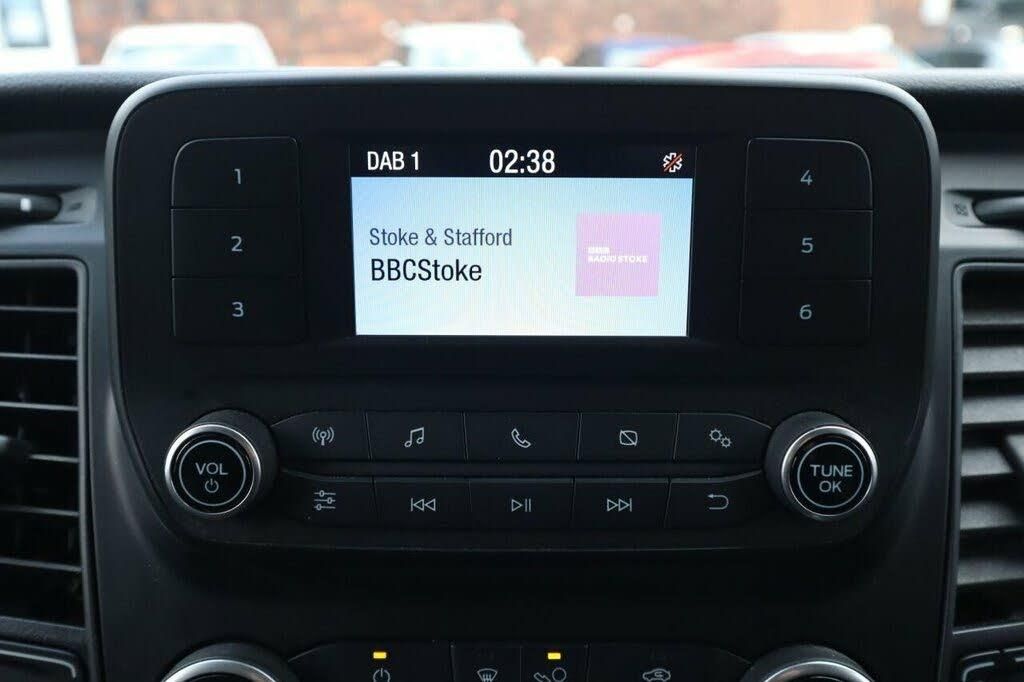 DAB 1 02:38
1
2
3
Stoke & Stafford
BBCStoke
BBC
RADIO STOKE
4
5
6
VOL
TUNE
OK